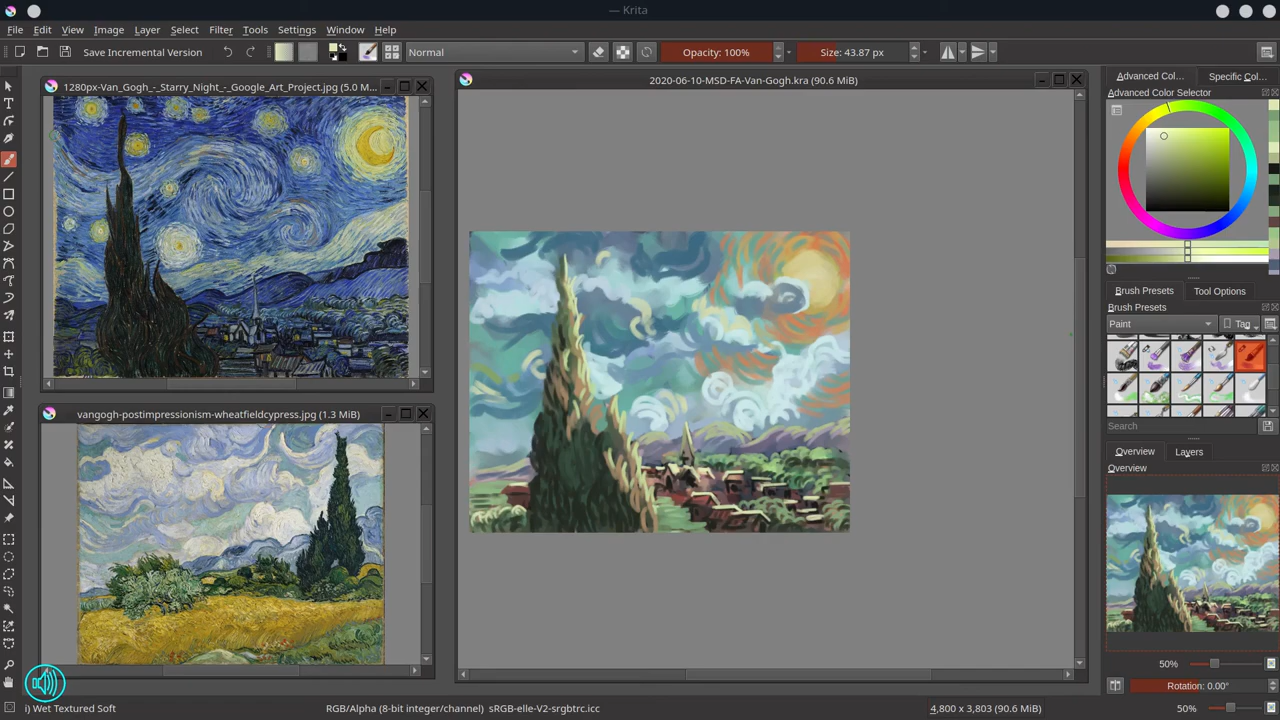 — Krita
File Edit View Image Layer Select Filter Tools Settings Window Help
Save Incremental Version Normal Opacity: 100% Size: 43.87 px
1280px-Van_Gogh_-_Starry_Night_-_Google_Art_Project.jpg (5.0 M...
2020-06-10-MSD-FA-Van-Gogh.kra (90.6 MiB)
vangogh-postimpressionism-wheatfieldcypress.jpg (1.3 MiB)
Advanced Col... Specific Col...
Advanced Color Selector
Brush Presets Tool Options
Brush Presets
Paint Tag
Search
Overview Layers
Overview
50%
Rotation: 0.00°
i) Wet Textured Soft RGB/Alpha (8-bit integer/channel) sRGB-elle-V2-srgbtrc.icc 4,800 x 3,803 (90.6 MiB) 50%